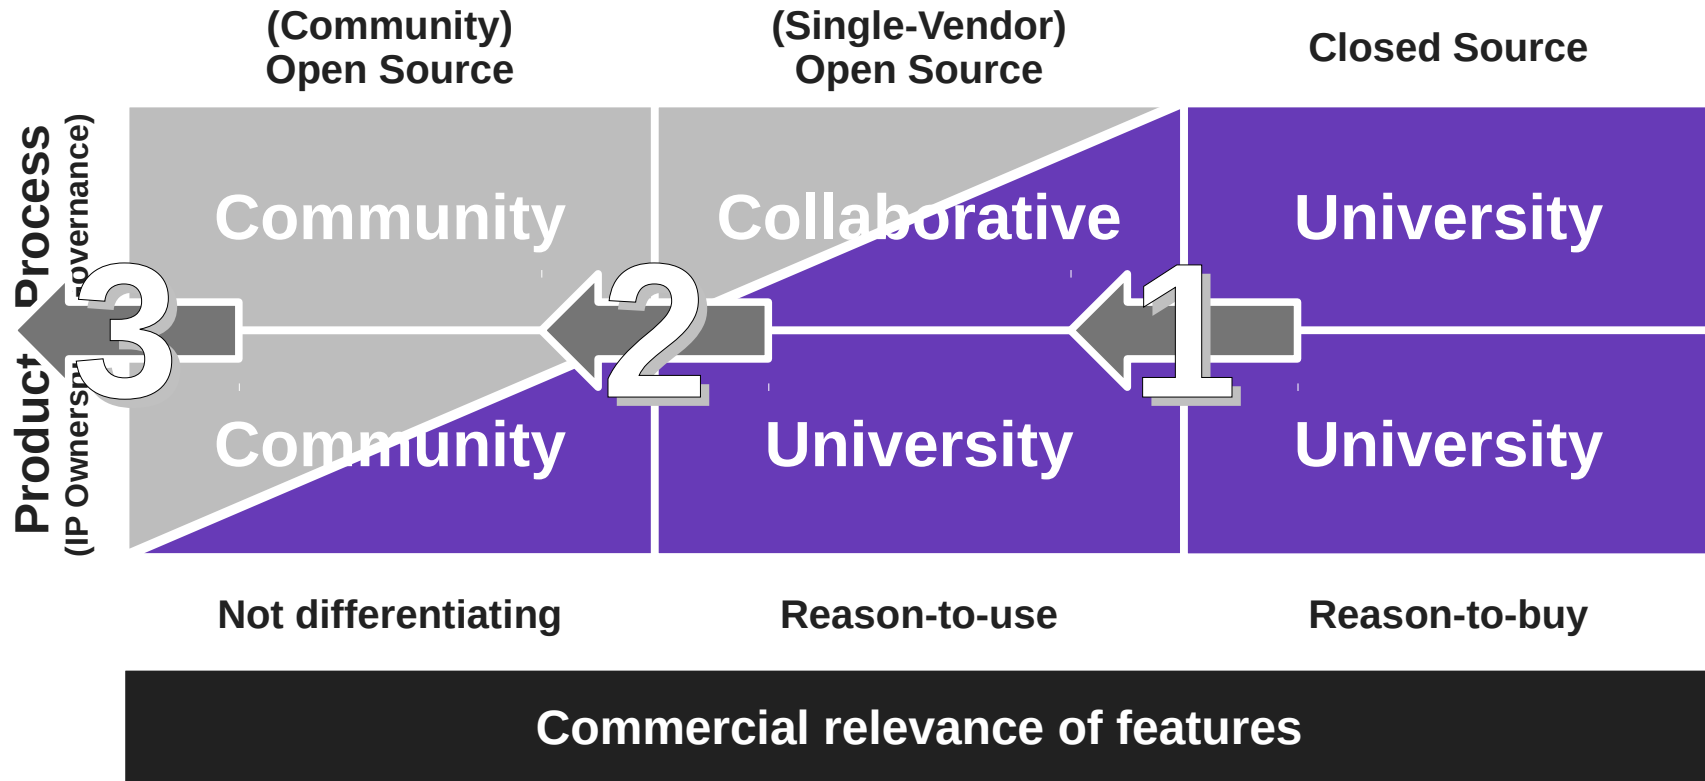 (Community)
Open Source
(Single-Vendor)
Open Source
Closed Source
Process
Product
Community
Collaborative
University
3
2
1
Community
University
University
Not differentiating
Reason-to-use
Reason-to-buy
Commercial relevance of features